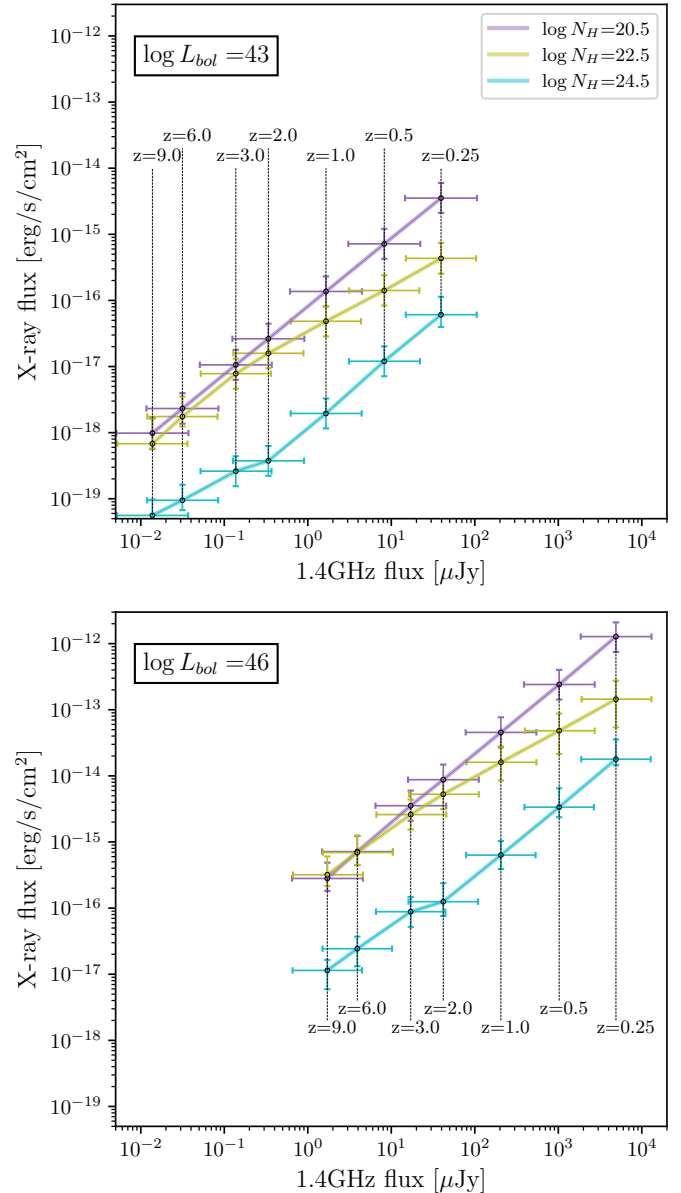 log L_bol =43
log N_H=20.5
log N_H=22.5
log N_H=24.5
z=6.0 z=2.0 z=0.5
z=9.0 z=3.0 z=1.0 z=0.25
10^−12
10^−13
10^−14
10^−15
10^−16
10^−17
10^−18
10^−19
X-ray flux [erg/s/cm^2]
10^−2 10^−1 10^0 10^1 10^2 10^3 10^4
1.4GHz flux [μJy]
log L_bol =46
10^−12
10^−13
10^−14
10^−15
10^−16
10^−17
10^−18
10^−19
X-ray flux [erg/s/cm^2]
z=6.0 z=2.0 z=0.5
z=9.0 z=3.0 z=1.0 z=0.25
10^−2 10^−1 10^0 10^1 10^2 10^3 10^4
1.4GHz flux [μJy]